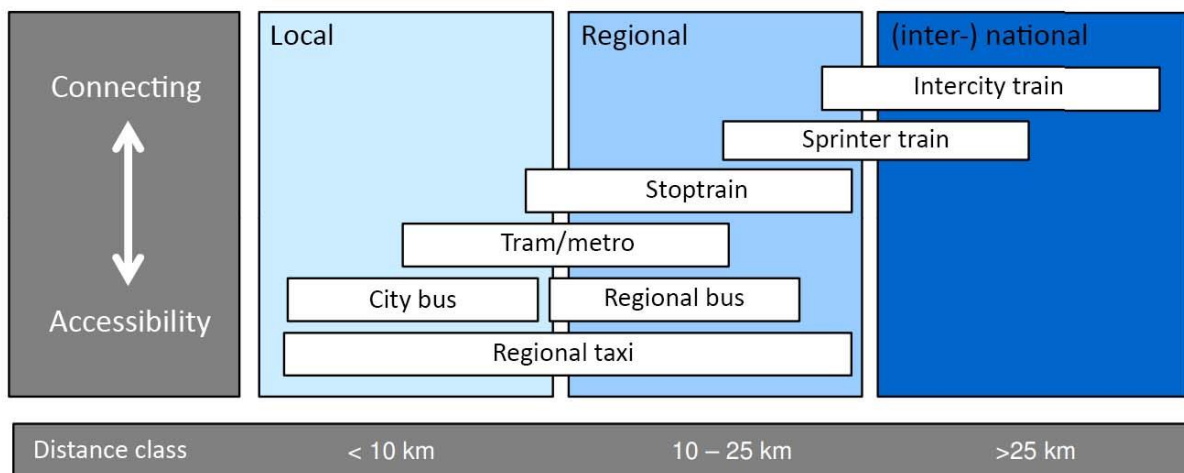 Local
Regional
(inter-) national
Connecting
Intercity train
Sprinter train
Stoptrain
Tram/metro
City bus
Regional bus
Accessibility
Regional taxi
Distance class
< 10 km
10 – 25 km
>25 km